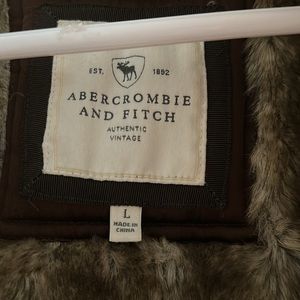 EST. 1892
ABERCROMBIE
AND FITCH
AUTHENTIC
VINTAGE
L
MADE IN
CHINA